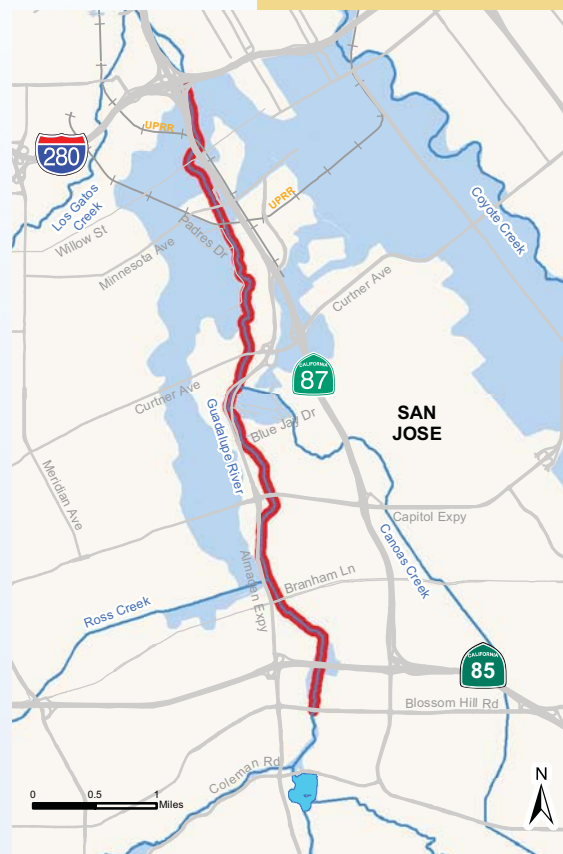 UPRR
280
Los Gatos
Creek
Willow St
Minnesota Ave
Padres Dr
UPRR
Coyote Creek
Curtner Ave
CALIFORNIA
87
Curtner Ave
Guadalupe River
Blue Jay Dr
SAN
JOSE
Meridian Ave
Capitol Expy
Canoas Creek
Almaden Expy
Branham Ln
Ross Creek
CALIFORNIA
85
Blossom Hill Rd
Coleman Rd
N
0 0.5 1
Miles